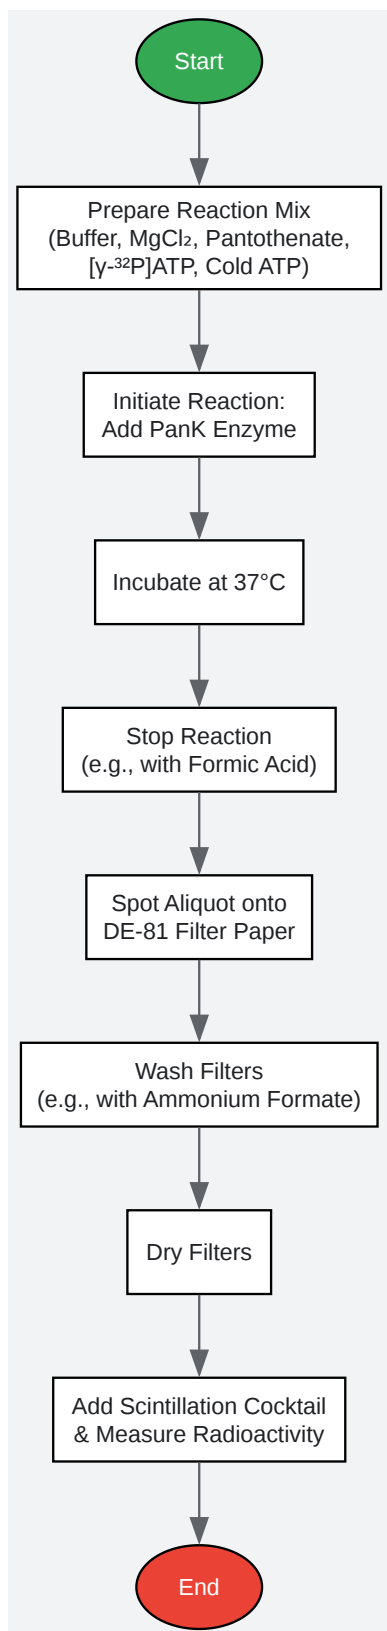 Start
Prepare Reaction Mix
(Buffer, MgCl₂, Pantothenate,
[γ-³²P]ATP, Cold ATP)
Initiate Reaction:
Add PanK Enzyme
Incubate at 37°C
Stop Reaction
(e.g., with Formic Acid)
Spot Aliquot onto
DE-81 Filter Paper
Wash Filters
(e.g., with Ammonium Formate)
Dry Filters
Add Scintillation Cocktail
& Measure Radioactivity
End